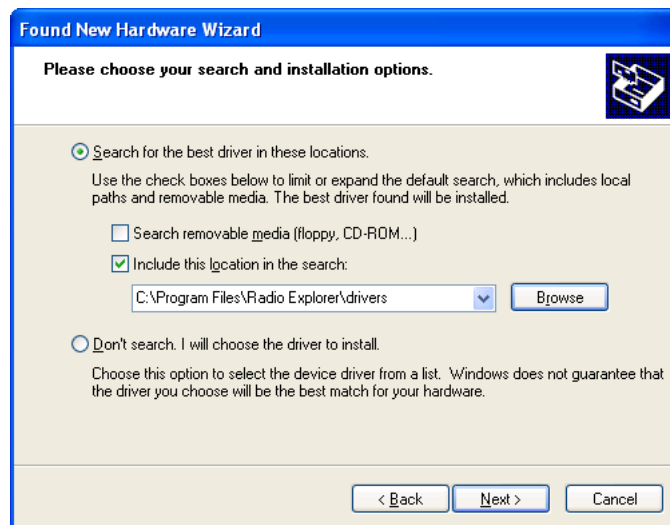 Found New Hardware Wizard
Please choose your search and installation options.
Search for the best driver in these locations.
Use the check boxes below to limit or expand the default search, which includes local
paths and removable media. The best driver found will be installed.
Search removable media (floppy, CD-ROM...)
Include this location in the search:
C:\Program Files\Radio Explorer\drivers
Browse
Don't search. I will choose the driver to install.
Choose this option to select the device driver from a list. Windows does not guarantee that
the driver you choose will be the best match for your hardware.
< Back
Next >
Cancel